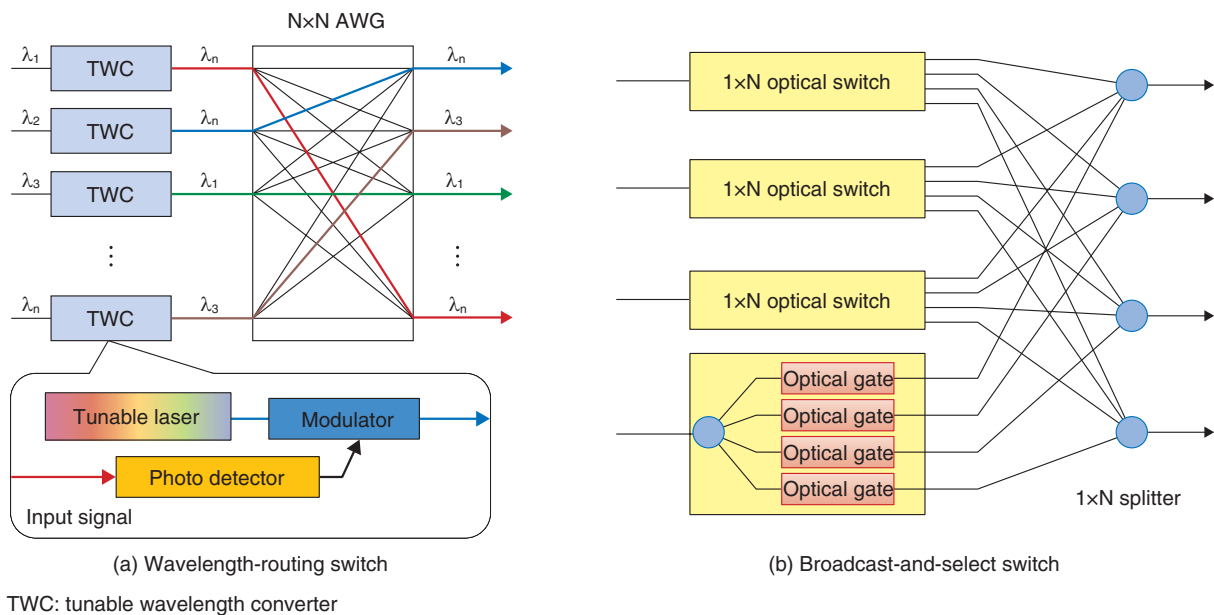 N×N AWG
λ1
TWC
λn
λn
λ2
TWC
λn
λ3
λ3
TWC
λ1
λ1
λn
TWC
λ3
λn
Tunable laser
Modulator
Photo detector
Input signal
(a) Wavelength-routing switch
TWC: tunable wavelength converter
1×N optical switch
1×N optical switch
1×N optical switch
Optical gate
Optical gate
Optical gate
Optical gate
1×N splitter
(b) Broadcast-and-select switch